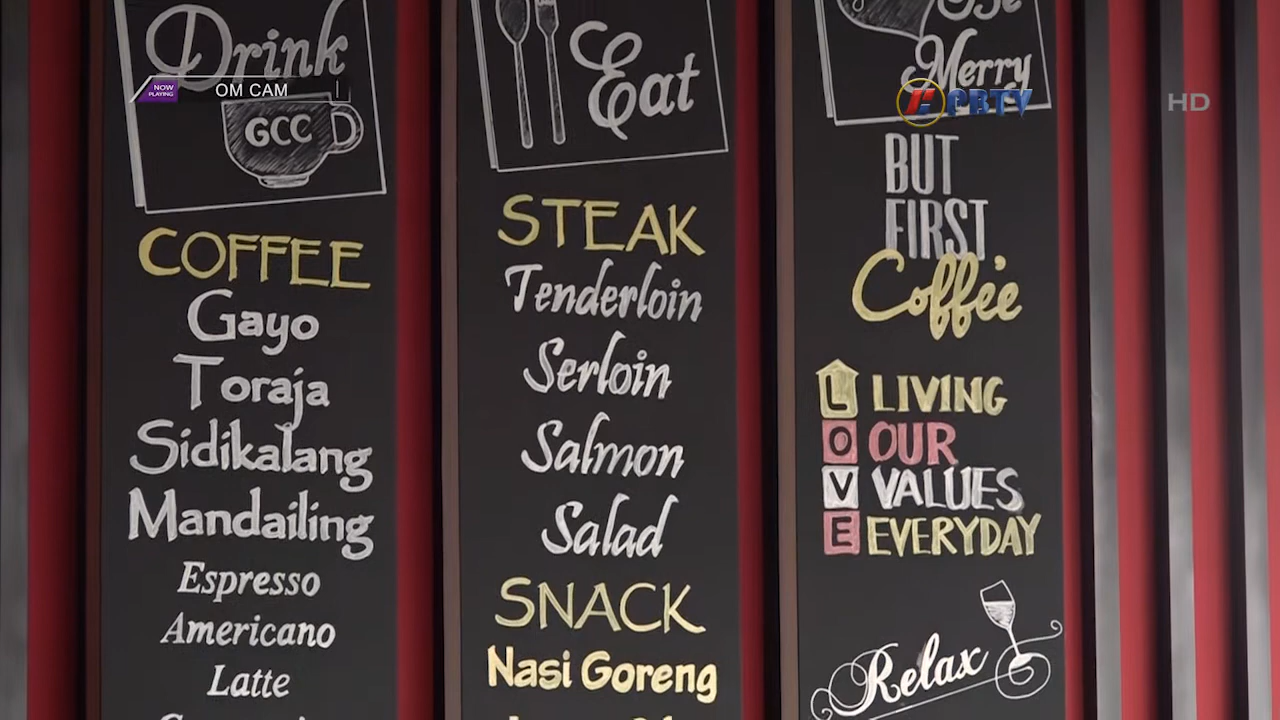 Drink
GCC
COFFEE
Gayo
Toraja
Sidikalang
Mandailing
Espresso
Americano
Latte
Eat
STEAK
Tenderloin
Serloin
Salmon
Salad
SNACK
Nasi Goreng
Be
Merry
BUT
FIRST,
Coffee
L LIVING
O OUR
V VALUES
E EVERYDAY
Relax
NOW
PLAYING
OM CAM
PBTV
HD